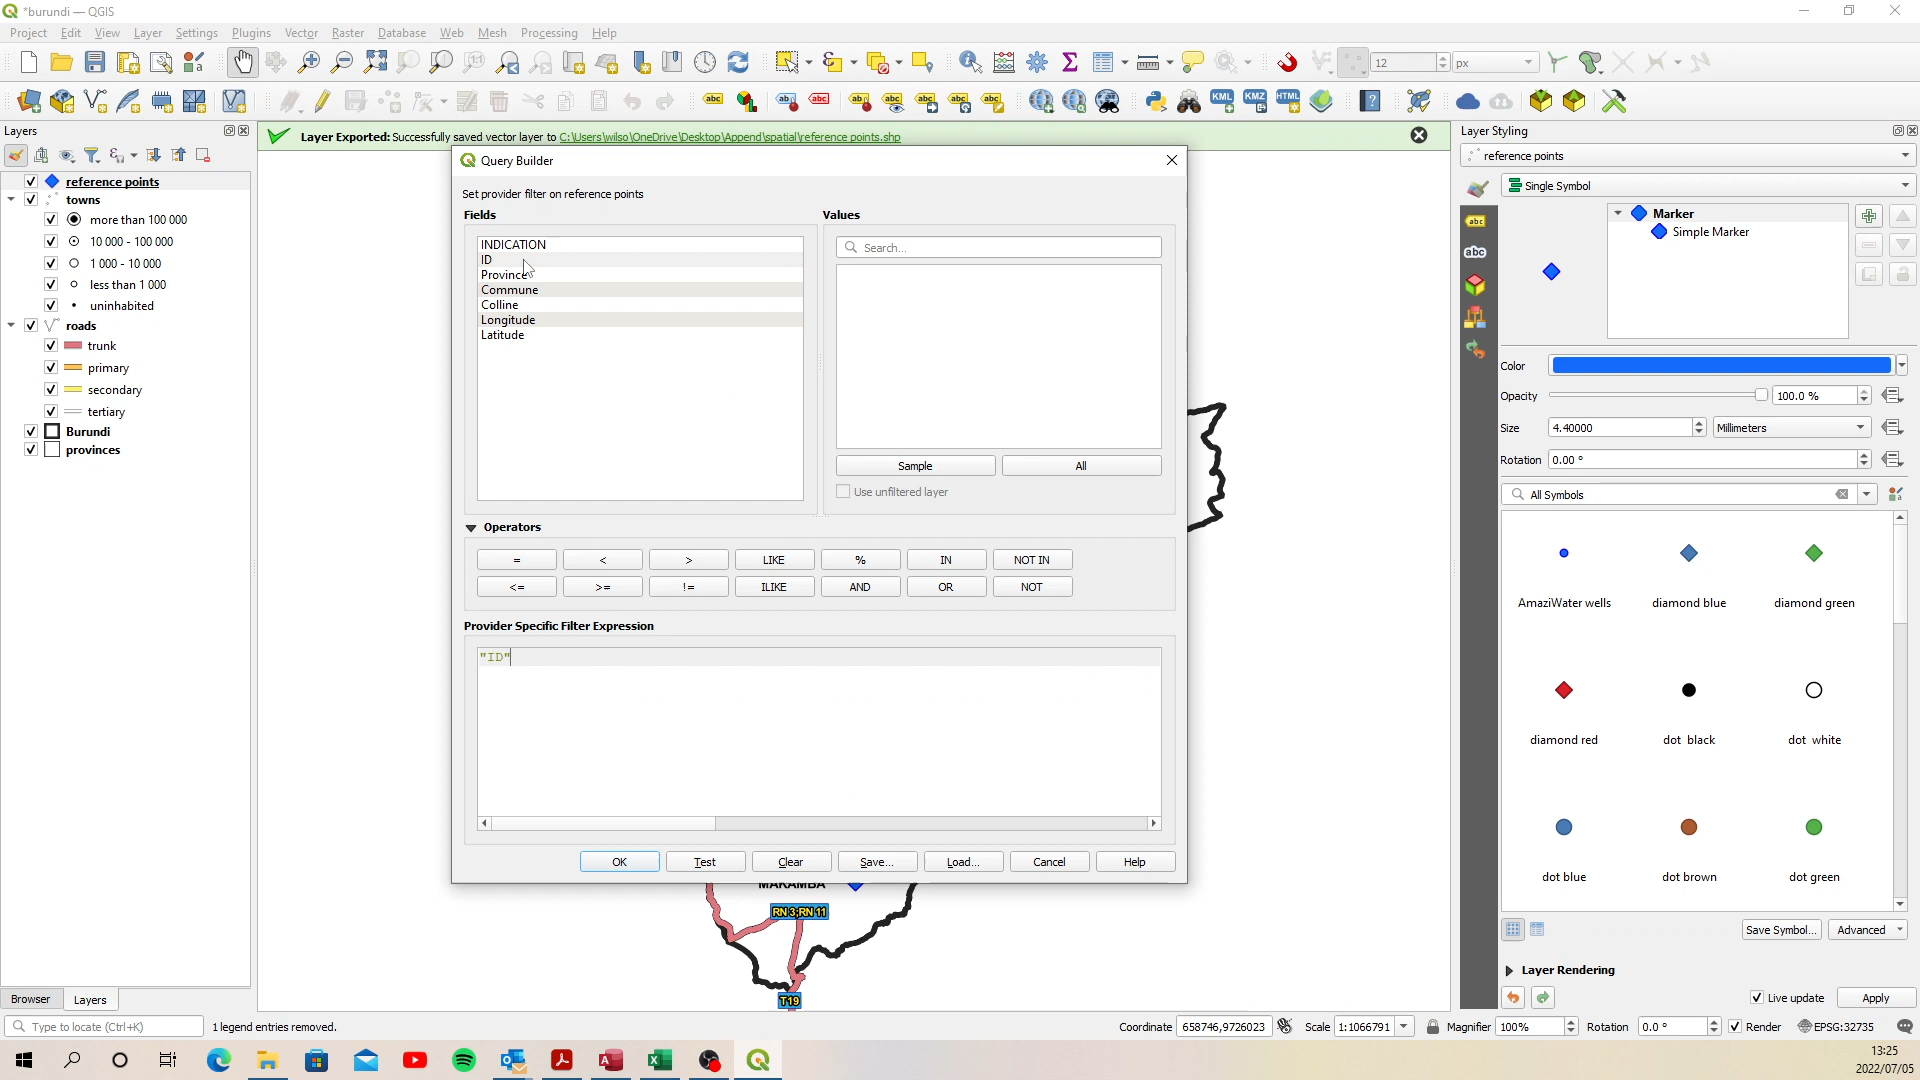 *burundi — QGIS
Project Edit View Layer Settings Plugins Vector Raster Database Web Mesh Processing Help
12 px
Layers
Layer Exported: Successfully saved vector layer to C:\Users\wilso\OneDrive\Desktop\Append\spatial\reference points.shp
Layer Styling
reference points
towns
more than 100 000
10 000 - 100 000
1 000 - 10 000
less than 1 000
uninhabited
roads
trunk
primary
secondary
tertiary
Burundi
provinces
Query Builder
Set provider filter on reference points
Fields
INDICATION
ID
Province
Commune
Colline
Longitude
Latitude
Values
Search...
Sample All
Use unfiltered layer
Operators
= < > LIKE % IN NOT IN
<= >= != ILIKE AND OR NOT
Provider Specific Filter Expression
"ID"
OK Test Clear Save... Load... Cancel Help
MAKAMBA
RN 3;RN 11
T19
reference points
Single Symbol
Marker
Simple Marker
Color
Opacity 100.0 %
Size 4.40000 Millimeters
Rotation 0.00 °
All Symbols
AmaziWater wells diamond blue diamond green
diamond red dot black dot white
dot blue dot brown dot green
Save Symbol... Advanced
Layer Rendering
Live update Apply
Browser Layers
Type to locate (Ctrl+K) 1 legend entries removed. Coordinate 658746,9726023 Scale 1:1066791 Magnifier 100% Rotation 0.0 ° Render EPSG:32735
13:25
2022/07/05